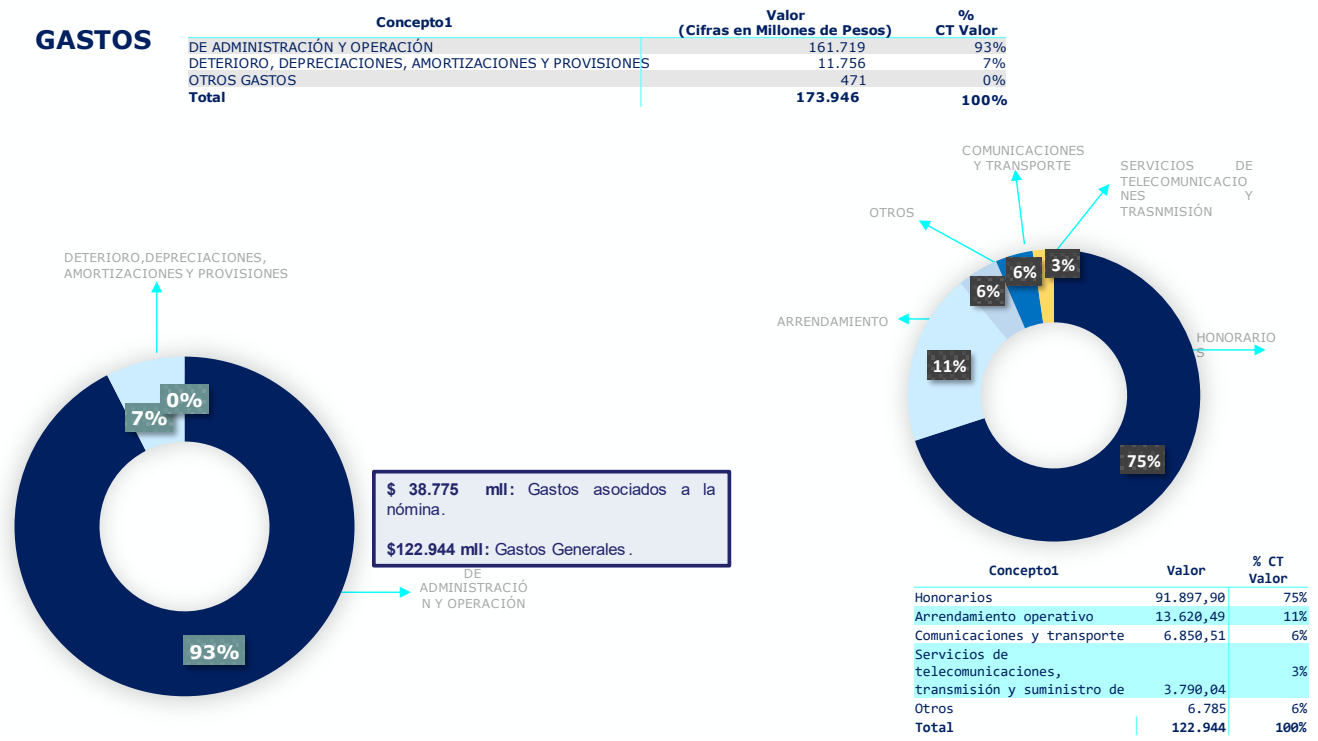 GASTOS
Concepto1 Valor (Cifras en Millones de Pesos) % CT Valor
DE ADMINISTRACIÓN Y OPERACIÓN 161.719 93%
DETERIORO, DEPRECIACIONES, AMORTIZACIONES Y PROVISIONES 11.756 7%
OTROS GASTOS 471 0%
Total 173.946 100%
COMUNICACIONES
Y TRANSPORTE
SERVICIOS DE
TELECOMUNICACIO
NES Y
TRASNMISIÓN
OTROS
ARRENDAMIENTO
HONORARIO
S
6%
6%
3%
11%
75%
DETERIORO,DEPRECIACIONES,
AMORTIZACIONES Y PROVISIONES
7%
0%
93%
$ 38.775 mll: Gastos asociados a la
nómina.
$122.944 mll: Gastos Generales.
DE
ADMINISTRACIÓ
N Y OPERACIÓN
Concepto1 Valor % CT Valor
Honorarios 91.897,90 75%
Arrendamiento operativo 13.620,49 11%
Comunicaciones y transporte 6.850,51 6%
Servicios de
telecomunicaciones,
transmisión y suministro de 3.790,04 3%
Otros 6.785 6%
Total 122.944 100%